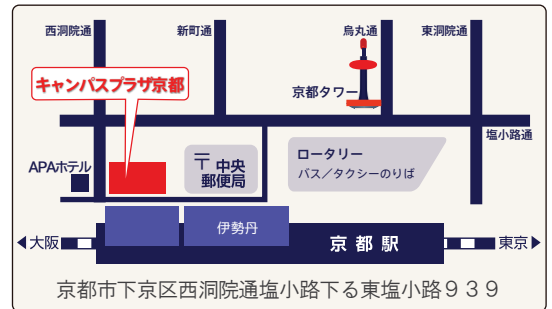 西洞院通
新町通
烏丸通
東洞院通
キャンパスプラザ京都
京都タワー
塩小路通
APAホテル
〒中央
郵便局
ロータリー
バス／タクシーのりば
伊勢丹
大阪
京都駅
東京
京都市下京区西洞院通塩小路下る東塩小路９３９